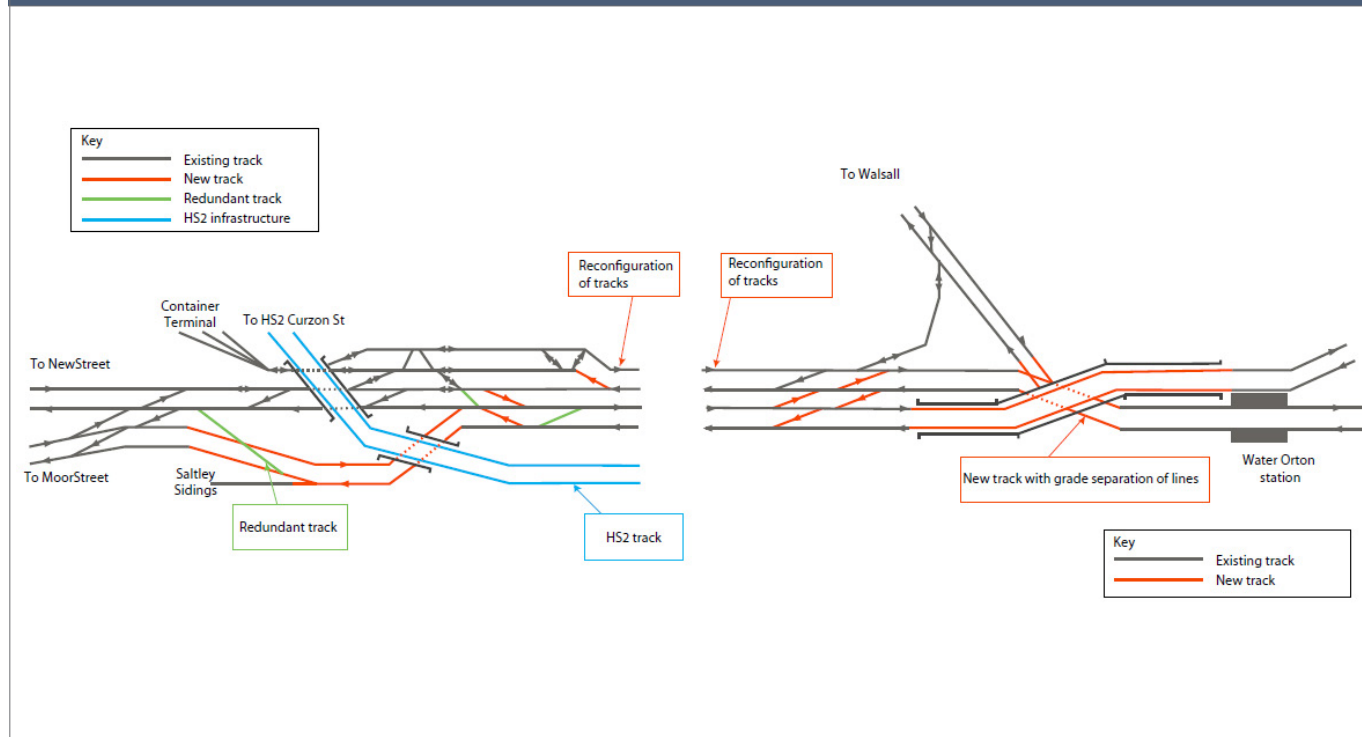 Key
Existing track
New track
Redundant track
HS2 infrastructure
To Walsall
Reconfiguration
of tracks
Reconfiguration
of tracks
Container
Terminal
To HS2 Curzon St
To NewStreet
To MoorStreet
Saltley
Sidings
Redundant track
HS2 track
New track with grade separation of lines
Water Orton
station
Key
Existing track
New track